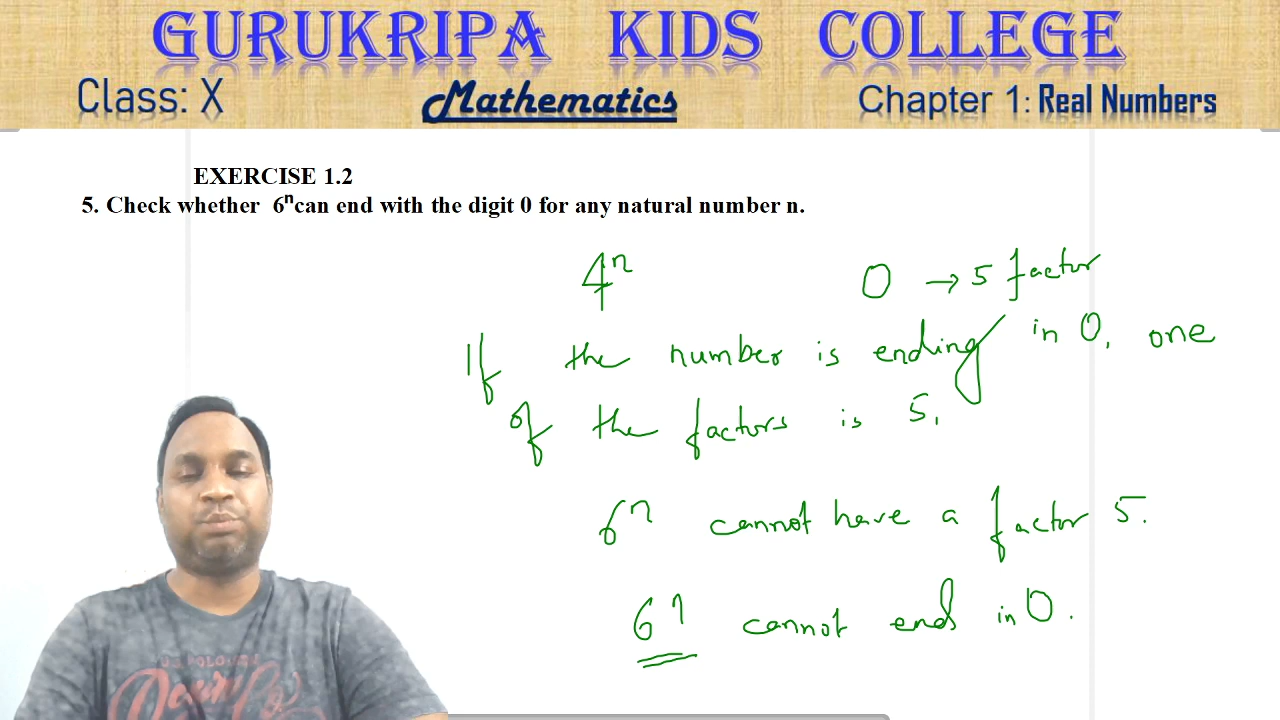 GURUKRIPA KIDS COLLEGE
Class: X Mathematics Chapter 1: Real Numbers
EXERCISE 1.2
5. Check whether 6ⁿcan end with the digit 0 for any natural number n.
4ⁿ 0 → 5 factor
If the number is ending in 0, one
of the factors is 5.
6ⁿ cannot have a factor 5.
6ⁿ cannot end in 0.
U.S. POLO